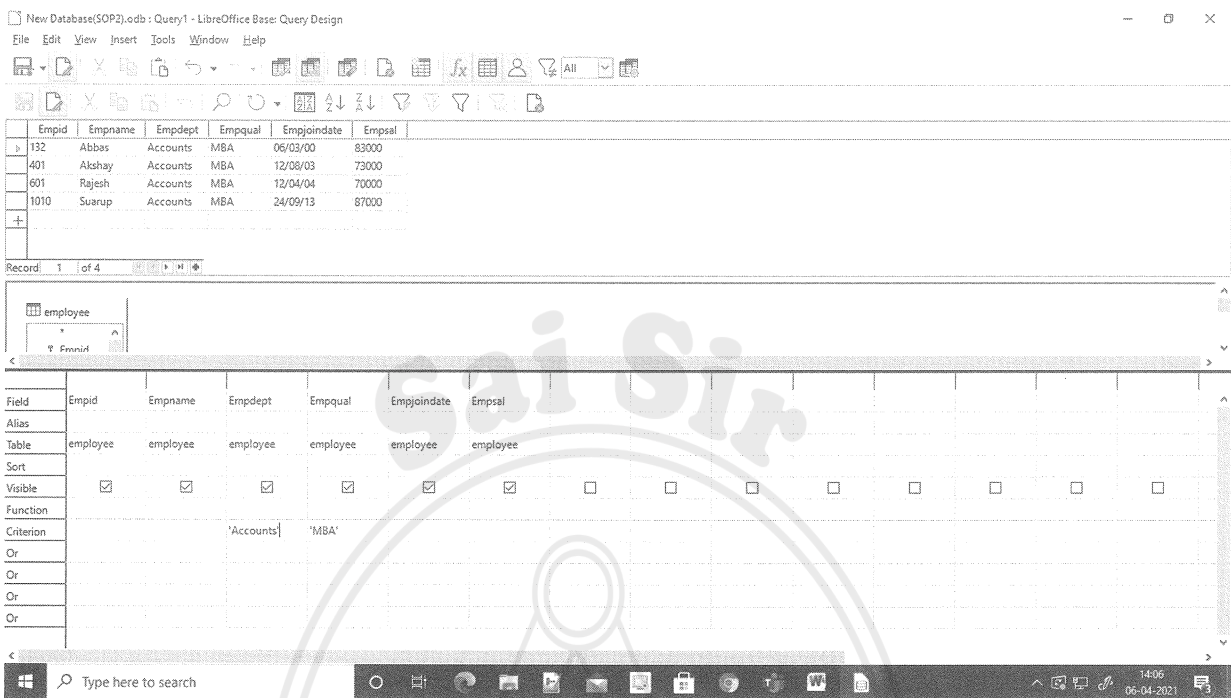 New Database(SOP2).odb : Query1 - LibreOffice Base: Query Design
File Edit View Insert Tools Window Help
All
Empid Empname Empdept Empqual Empjoindate Empsal
132 Abbas Accounts MBA 06/03/00 83000
401 Akshay Accounts MBA 12/08/03 73000
601 Rajesh Accounts MBA 12/04/04 70000
1010 Suarup Accounts MBA 24/09/13 87000
Record 1 of 4
employee
*
Empid
Sai Sir
Field Empid Empname Empdept Empqual Empjoindate Empsal
Alias
Table employee employee employee employee employee employee
Sort
Visible
Function
Criterion 'Accounts' 'MBA'
Or
Or
Or
Or
Type here to search
14:06
06-04-2021